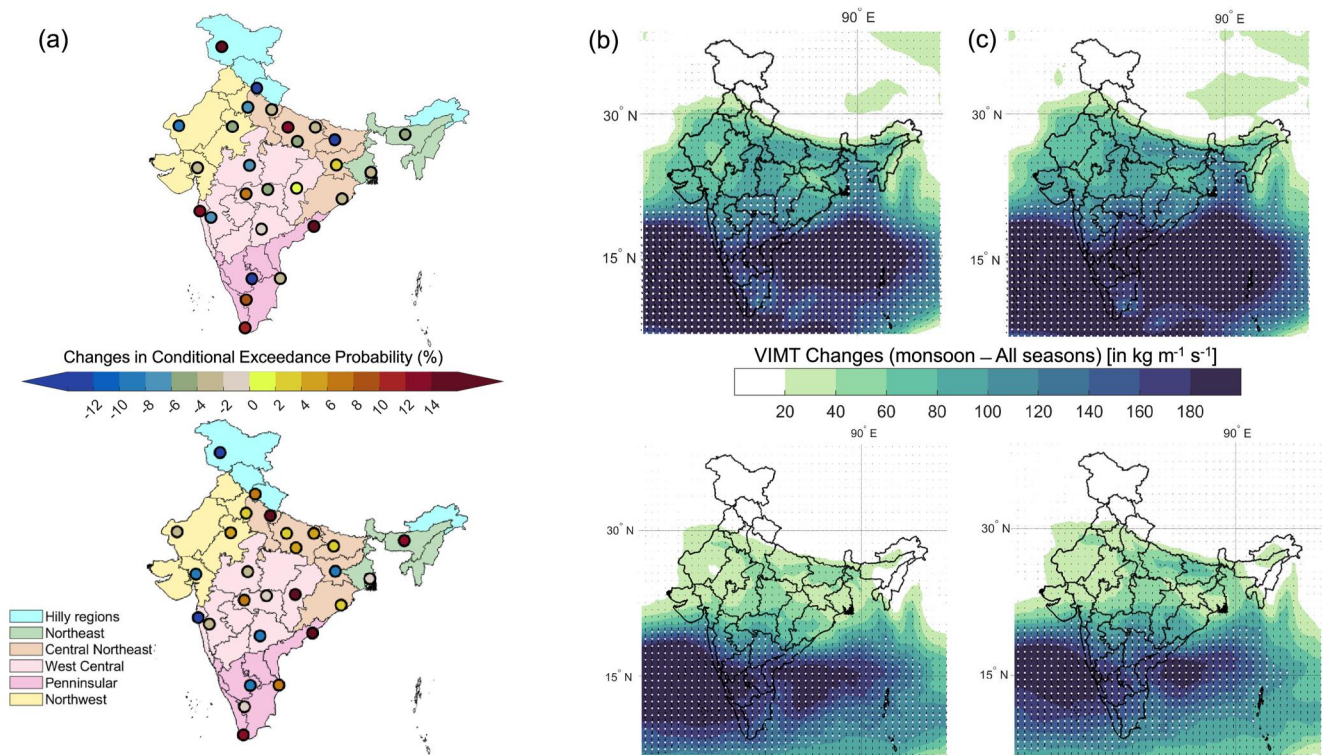 (a)
(b)
(c)
90° E
90° E
30° N
30° N
15° N
15° N
Changes in Conditional Exceedance Probability (%)
-12 -10 -8 -6 -4 -2 0 2 4 6 8 10 12 14
VIMT Changes (monsoon – All seasons) [in kg m⁻¹ s⁻¹]
20 40 60 80 100 120 140 160 180
90° E
90° E
30° N
30° N
15° N
15° N
Hilly regions
Northeast
Central Northeast
West Central
Penninsular
Northwest